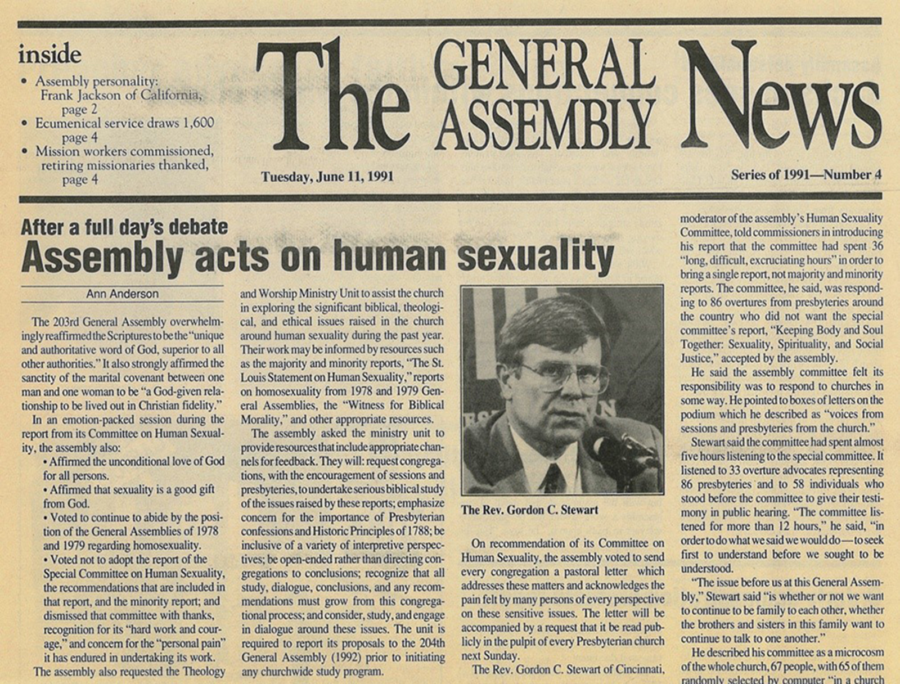 inside
• Assembly personality:
Frank Jackson of California,
page 2
• Ecumenical service draws 1,600
page 4
• Mission workers commissioned,
retiring missionaries thanked,
page 4
The GENERAL ASSEMBLY News
Tuesday, June 11, 1991
Series of 1991—Number 4
After a full day's debate
Assembly acts on human sexuality
Ann Anderson
The 203rd General Assembly overwhelm-
ingly reaffirmed the Scriptures to be the "unique
and authoritative word of God, superior to all
other authorities." It also strongly affirmed the
sanctity of the marital covenant between one
man and one woman to be "a God-given rela-
tionship to be lived out in Christian fidelity."
In an emotion-packed session during the
report from its Committee on Human Sexual-
ity, the assembly also:
• Affirmed the unconditional love of God
for all persons.
• Affirmed that sexuality is a good gift
from God.
• Voted to continue to abide by the posi-
tion of the General Assemblies of 1978
and 1979 regarding homosexuality.
• Voted not to adopt the report of the
Special Committee on Human Sexuality,
the recommendations that are included in
that report, and the minority report; and
dismissed that committee with thanks,
recognition for its "hard work and cour-
age," and concern for the "personal pain"
it has endured in undertaking its work.
The assembly also requested the Theology
and Worship Ministry Unit to assist the church
in exploring the significant biblical, theologi-
cal, and ethical issues raised in the church
around human sexuality during the past year.
Their work may be informed by resources such
as the majority and minority reports, "The St.
Louis Statement on Human Sexuality," reports
on homosexuality from 1978 and 1979 Gen-
eral Assemblies, the "Witness for Biblical
Morality," and other appropriate resources.
The assembly asked the ministry unit to
provide resources that include appropriate chan-
nels for feedback. They will: request congrega-
tions, with the encouragement of sessions and
presbyteries, to undertake serious biblical study
of the issues raised by these reports; emphasize
concern for the importance of Presbyterian
confessions and Historic Principles of 1788; be
inclusive of a variety of interpretive perspec-
tives; be open-ended rather than directing con-
gregations to conclusions; recognize that all
study, dialogue, conclusions, and any recom-
mendations must grow from this congrega-
tional process; and consider, study, and engage
in dialogue around these issues. The unit is
required to report its proposals to the 204th
General Assembly (1992) prior to initiating
any churchwide study program.
The Rev. Gordon C. Stewart
On recommendation of its Committee on
Human Sexuality, the assembly voted to send
every congregation a pastoral letter which
addresses these matters and acknowledges the
pain felt by many persons of every perspective
on these sensitive issues. The letter will be
accompanied by a request that it be read pub-
licly in the pulpit of every Presbyterian church
next Sunday.
The Rev. Gordon C. Stewart of Cincinnati,
moderator of the assembly's Human Sexuality
Committee, told commissioners in introducing
his report that the committee had spent 36
"long, difficult, excruciating hours" in order to
bring a single report, not majority and minority
reports. The committee, he said, was respond-
ing to 86 overtures from presbyteries around
the country who did not want the special
committee's report, "Keeping Body and Soul
Together: Sexuality, Spirituality, and Social
Justice," accepted by the assembly.
He said the assembly committee felt its
responsibility was to respond to churches in
some way. He pointed to boxes of letters on the
podium which he described as "voices from
sessions and presbyteries from the church."
Stewart said the committee had spent almost
five hours listening to the special committee. It
listened to 33 overture advocates representing
86 presbyteries and to 58 individuals who
stood before the committee to give their testi-
mony in public hearing. "The committee lis-
tened for more than 12 hours," he said, "in
order to do what we said we would do—to seek
first to understand before we sought to be
understood.
"The issue before us at this General Assem-
bly," Stewart said "is whether or not we want
to continue to be family to each other, whether
the brothers and sisters in this family want to
continue to talk to one another."
He described his committee as a microcosm
of the whole church, 67 people, with 65 of them
randomly selected by computer "in a church